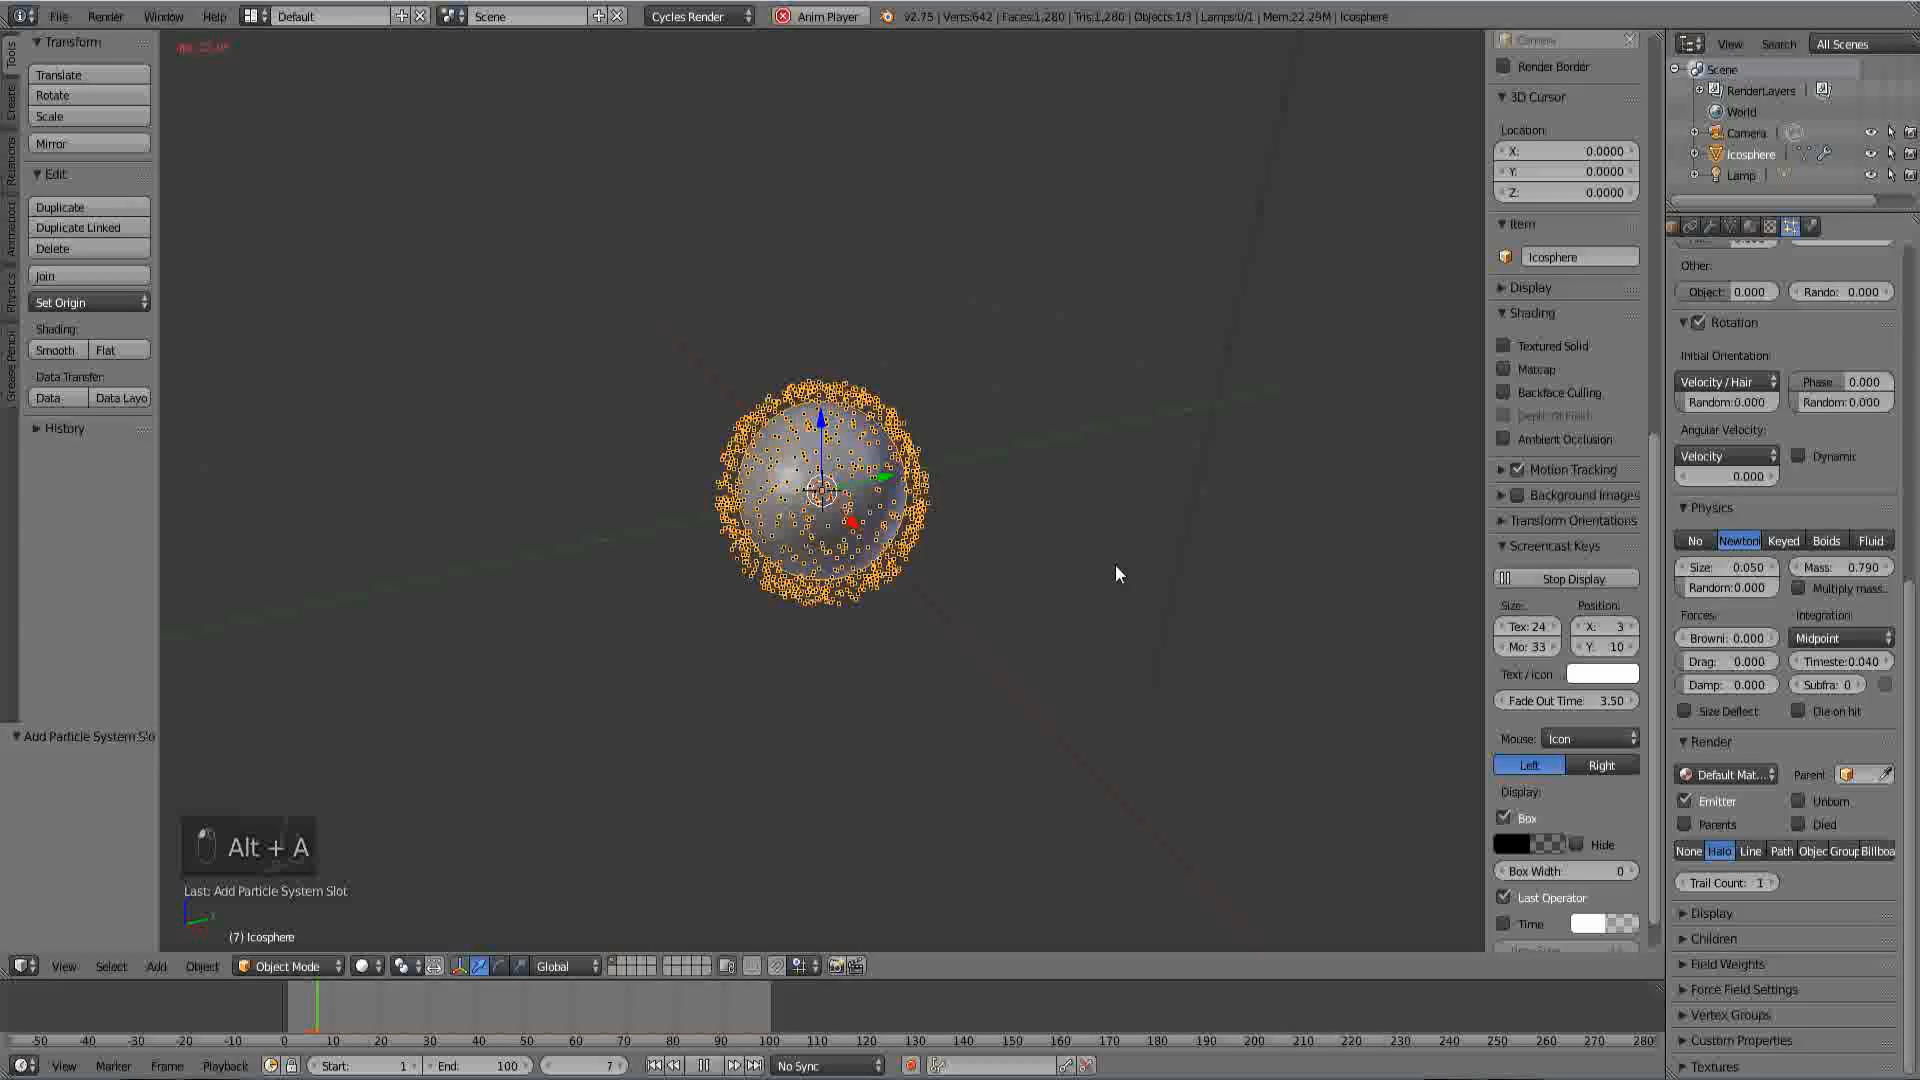 File Render Window Help Default Scene Cycles Render Anim Player v2.75 | Verts:642 | Faces:1,280 | Tris:1,280 | Objects:1/3 | Lamps:0/1 | Mem:22.29M | Icosphere
Tools
Create
Relations
Animation
Physics
Grease Pencil
Transform
Translate
Rotate
Scale
Mirror
Edit
Duplicate
Duplicate Linked
Delete
Join
Set Origin
Shading:
Smooth Flat
Data Transfer:
Data Data Layo
History
Add Particle System Slo
Alt + A
Last: Add Particle System Slot
(7) Icosphere
Camera
Render Border
3D Cursor
Location:
X: 0.0000
Y: 0.0000
Z: 0.0000
Item
Icosphere
Display
Shading
Textured Solid
Matcap
Backface Culling
Depth Of Field
Ambient Occlusion
Motion Tracking
Background Images
Transform Orientations
Screencast Keys
Stop Display
Size: Position:
Tex: 24 X: 3
Mo: 33 Y: 10
Text / Icon
Fade Out Time: 3.50
Mouse: Icon
Left Right
Display:
Box
Hide
Box Width: 0
Last Operator
Time
View Search All Scenes
Scene
RenderLayers
World
Camera
Icosphere
Lamp
Other:
Object: 0.000 Rando: 0.000
Rotation
Initial Orientation:
Velocity / Hair Phase 0.000
Random:0.000 Random: 0.000
Angular Velocity:
Velocity Dynamic
0.000
Physics
No Newtoni Keyed Boids Fluid
Size: 0.050 Mass: 0.790
Random:0.000 Multiply mass..
Forces: Integration:
Browni: 0.000 Midpoint
Drag: 0.000 Timeste:0.040
Damp: 0.000 Subfra: 0
Size Deflect Die on hit
Render
Default Mat... Parent
Emitter Unborn
Parents Died
None Halo Line Path Objec Group Billboa
Trail Count: 1
Display
Children
Field Weights
Force Field Settings
Vertex Groups
Custom Properties
Textures
View Select Add Object Object Mode Global
-50 -40 -30 -20 -10 0 10 20 30 40 50 60 70 80 90 100 110 120 130 140 150 160 170 180 190 200 210 220 230 240 250 260 270 280
View Marker Frame Playback Start: 1 End: 100 7 No Sync